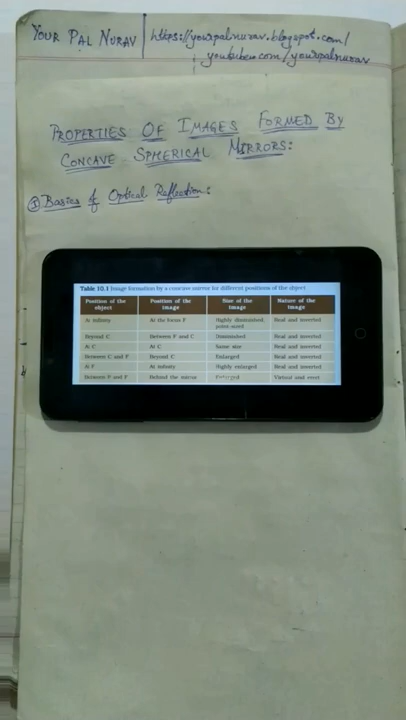 YOUR PAL NURAV
https://yourpalnurav.blogspot.com/
youtube.com/yourpalnurav
PROPERTIES OF IMAGES FORMED BY
CONCAVE SPHERICAL MIRRORS:
③ Basics of Optical Reflection:
Table 10.1 Image formation by a concave mirror for different positions of the object
Position of the object | Position of the image | Size of the image | Nature of the image
At infinity | At the focus F | Highly diminished, point-sized | Real and inverted
Beyond C | Between F and C | Diminished | Real and inverted
At C | At C | Same size | Real and inverted
Between C and F | Beyond C | Enlarged | Real and inverted
At F | At infinity | Highly enlarged | Real and inverted
Between P and F | Behind the mirror | Enlarged | Virtual and erect